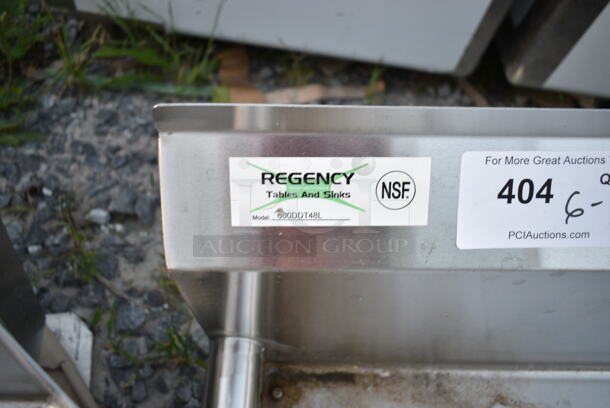 REGENCY
Tables And Sinks
NSF.
Model: 600DDT48L
AUCTION GROUP
For More Great Auctions
404
6-
Q
PCIAuctions.com